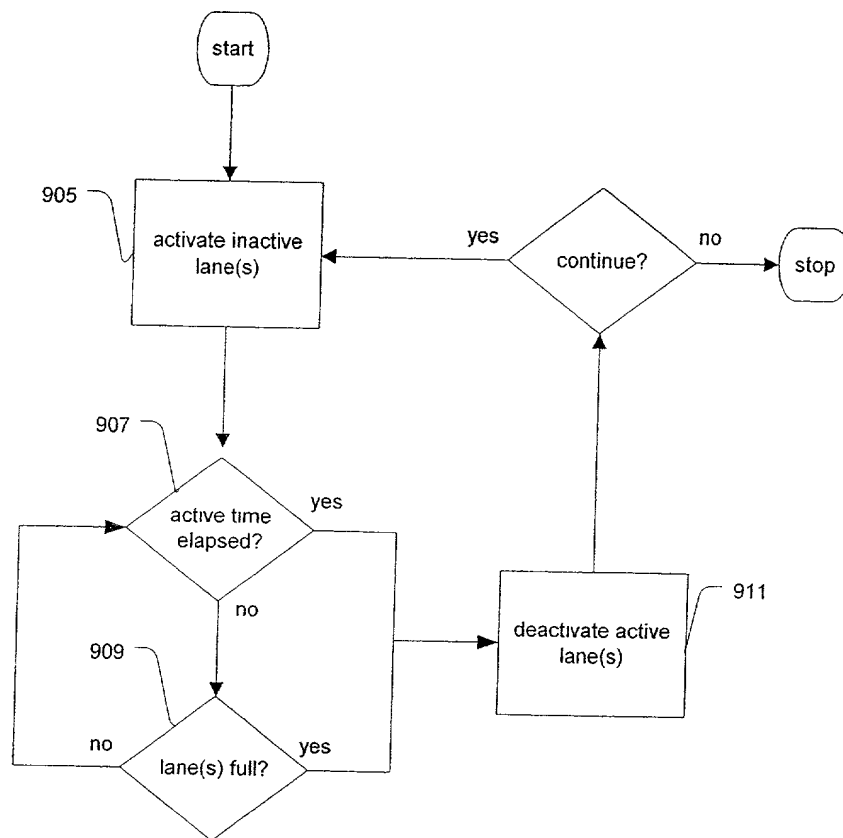 start
905
activate inactive
lane(s)
yes
continue?
no
stop
907
active time
elapsed?
yes
no
deactivate active
lane(s)
911
909
no
lane(s) full?
yes